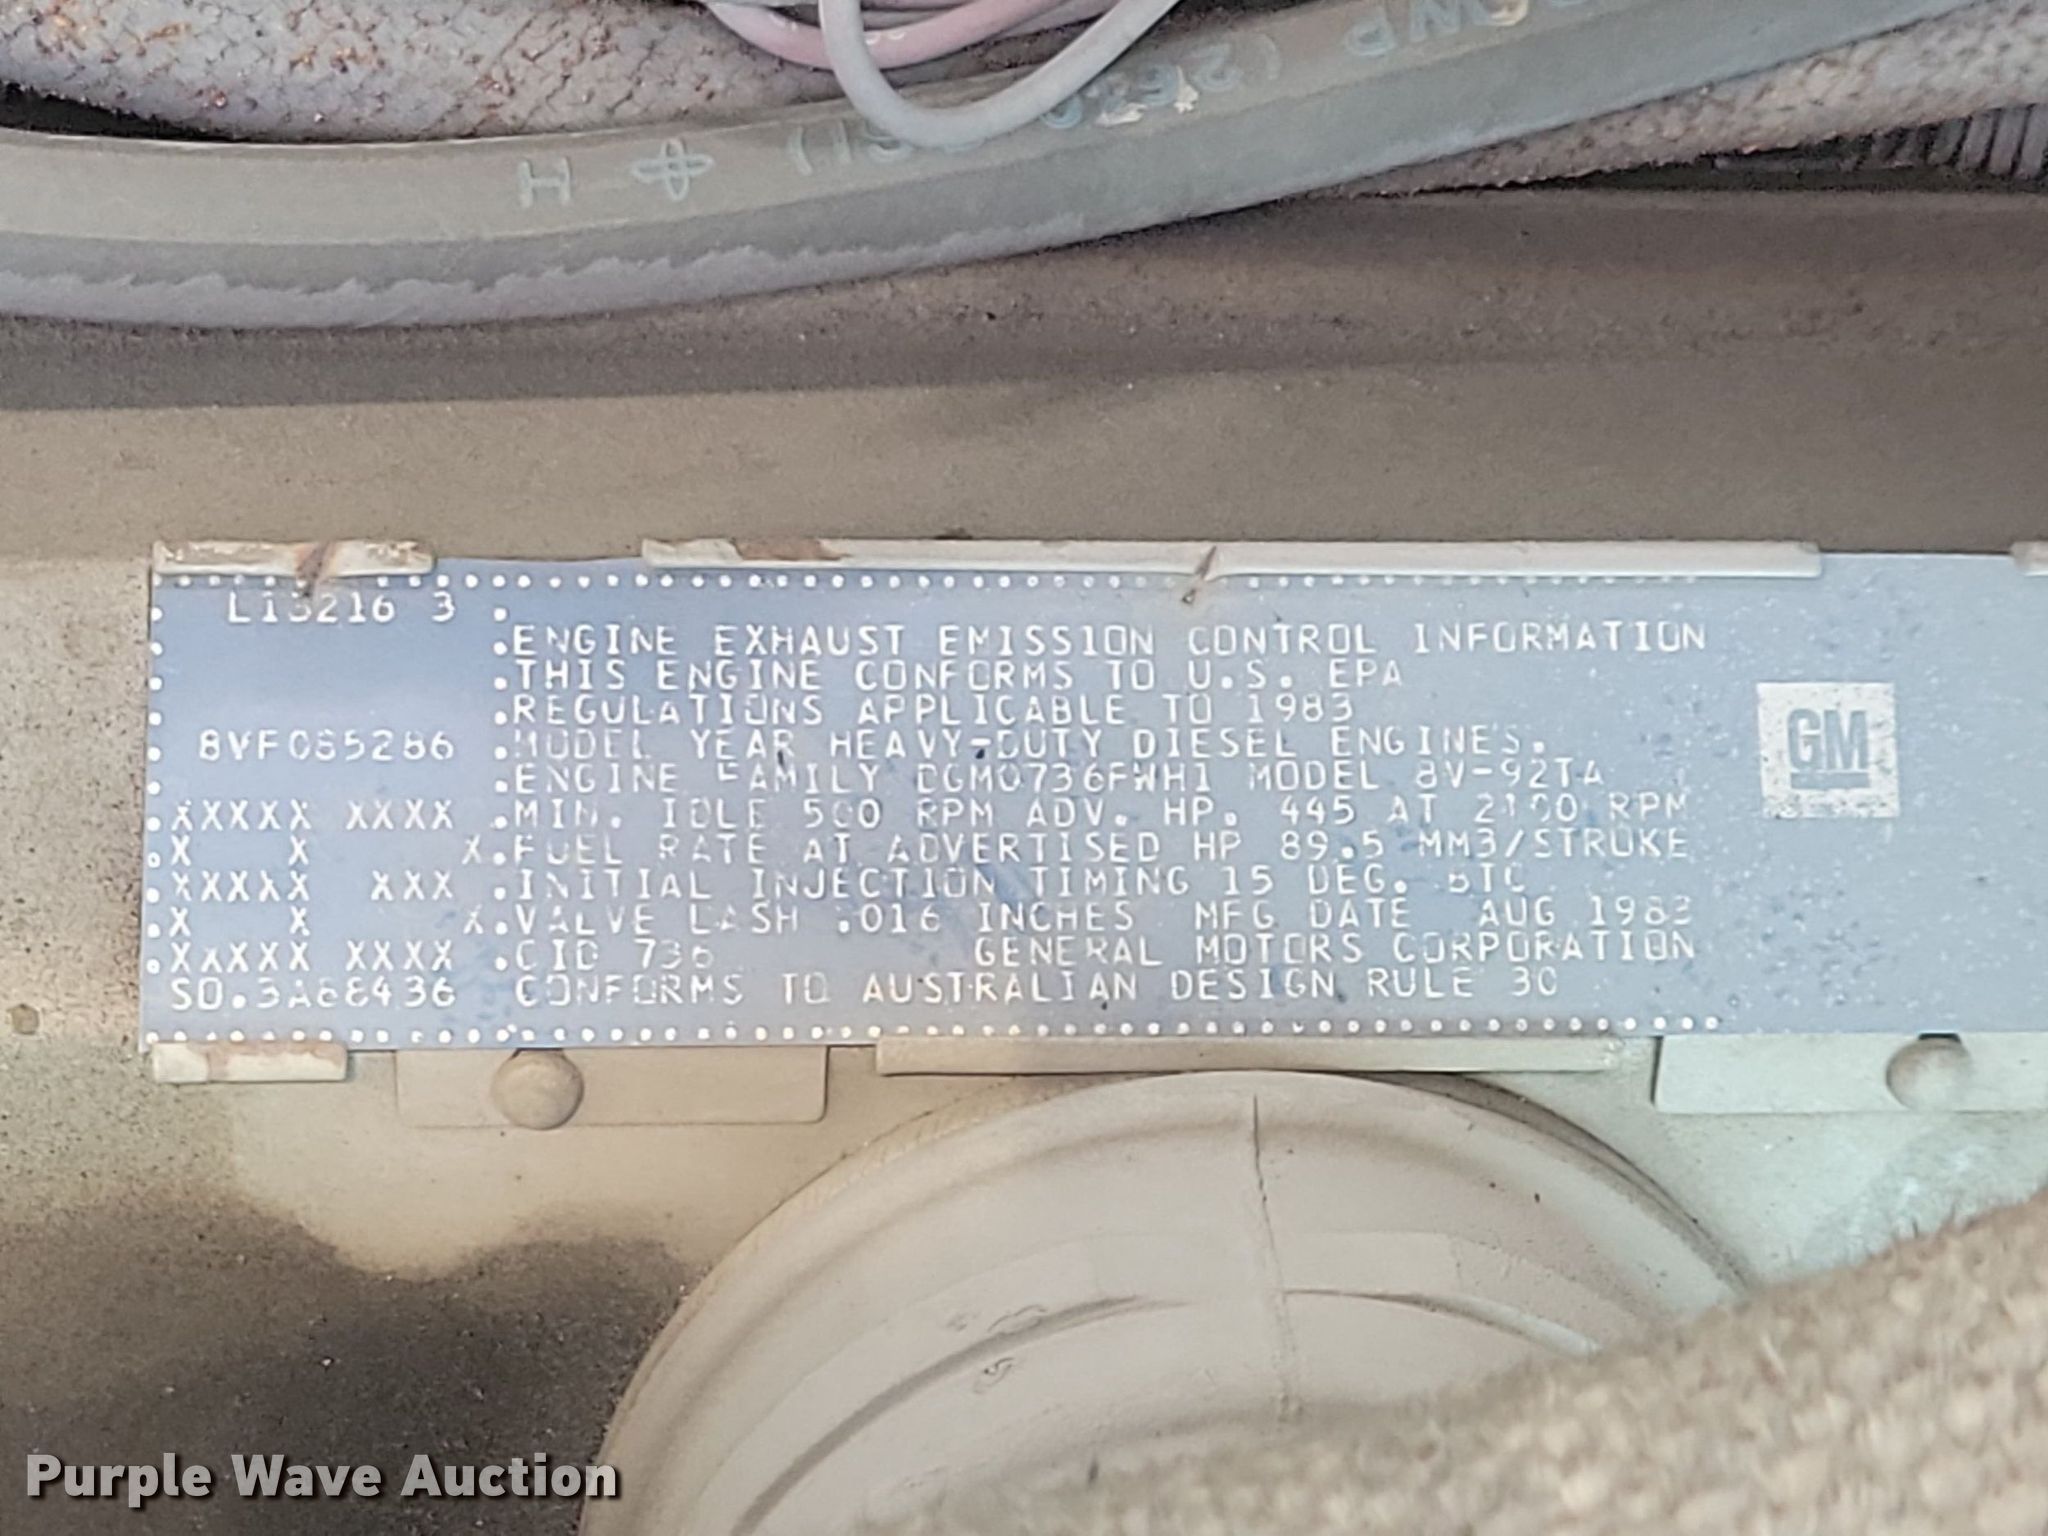 H
L13216 3
ENGINE EXHAUST EMISSION CONTROL INFORMATION
THIS ENGINE CONFORMS TO U.S. EPA
REGULATIONS APPLICABLE TO 1983
8VF085286 MODEL YEAR HEAVY-DUTY DIESEL ENGINES.
ENGINE FAMILY DGM0736FWH1 MODEL 8V-92TA
XXXXX XXXX MIN. IDLE 500 RPM ADV. HP. 445 AT 2100 RPM
X X X FUEL RATE AT ADVERTISED HP 89.5 MM3/STROKE
XXXXX XXX INITIAL INJECTION TIMING 15 DEG. BTC
X X X VALVE LASH .016 INCHES MFG DATE AUG 1983
XXXXX XXXX CID 736 GENERAL MOTORS CORPORATION
SO.3A68436 CONFORMS TO AUSTRALIAN DESIGN RULE 30
GM
Purple Wave Auction